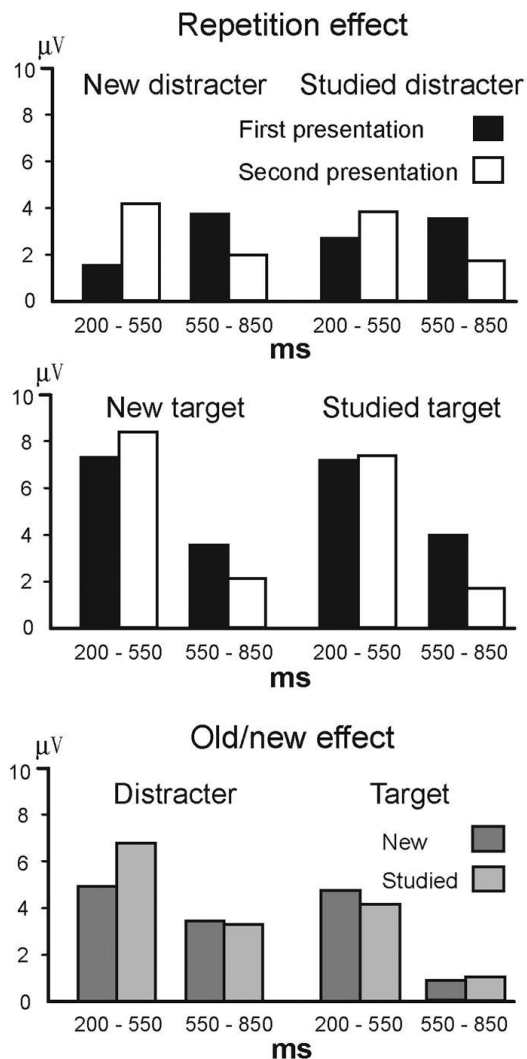 Repetition effect
μV
New distracter Studied distracter
First presentation
Second presentation
10
8
6
4
2
0
200 - 550 550 - 850 200 - 550 550 - 850
ms
μV
New target Studied target
10
8
6
4
2
0
200 - 550 550 - 850 200 - 550 550 - 850
ms
Old/new effect
μV
Distracter Target
New
Studied
10
8
6
4
2
0
200 - 550 550 - 850 200 - 550 550 - 850
ms